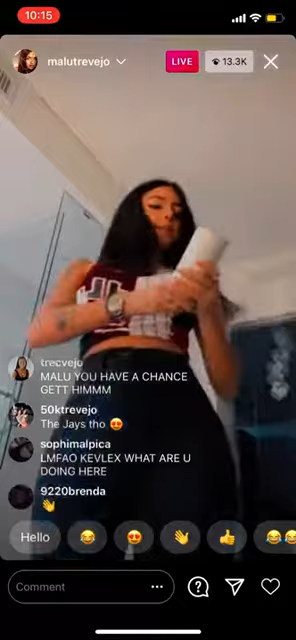 10:15
malutrevejo
LIVE
13.3K
trecvejo
MALU YOU HAVE A CHANCE
GETT HIMMM
50ktrevejo
The Jays tho 😍
sophimalpica
LMFAO KEVLEX WHAT ARE U
DOING HERE
9220brenda
👋
Hello
😂
😍
👋
👍
😂😂
Comment